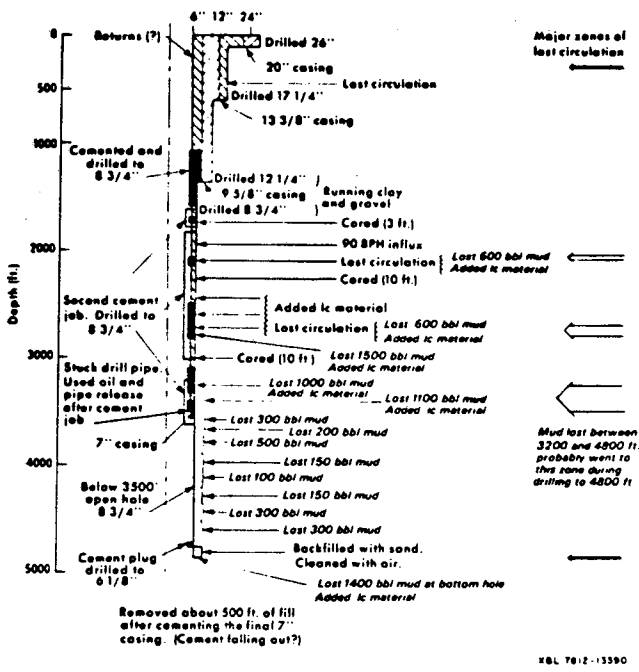 6'' 12'' 24''
0
500
1000
2000
3000
4000
5000
Depth (ft.)
Returns (?)
Drilled 26''
20'' casing
Lost circulation
Drilled 17 1/4''
13 3/8'' casing
Cemented and
drilled to
8 3/4''
Drilled 12 1/4''
9 5/8'' casing
Running clay
and gravel
Drilled 8 3/4''
Cored (3 ft.)
90 BPH influx
Lost circulation
Lost 600 bbl mud
Added lc material
Cored (10 ft.)
Second cement
job. Drilled to
8 3/4''
Added lc material
Lost circulation
Lost 600 bbl mud
Added lc material
Lost 1500 bbl mud
Added lc material
Cored (10 ft.)
Stuck drill pipe.
Used oil and
pipe release
after cement
job
Lost 1000 bbl mud
Added lc material
Lost 1100 bbl mud
Added lc material
Lost 300 bbl mud
Lost 200 bbl mud
Lost 500 bbl mud
7'' casing
Lost 150 bbl mud
Lost 100 bbl mud
Lost 150 bbl mud
Lost 300 bbl mud
Lost 300 bbl mud
Below 3500'
open hole
8 3/4''
Cement plug
drilled to
6 1/8''
Backfilled with sand.
Cleaned with air.
Lost 1400 bbl mud at bottom hole
Added lc material
Removed about 500 ft. of fill
after cementing the final 7''
casing. (Cement falling out?)
Major zones of
lost circulation
Mud lost between
3200 and 4800 ft.
probably went to
this zone during
drilling to 4800 ft
XBL 7812-13390